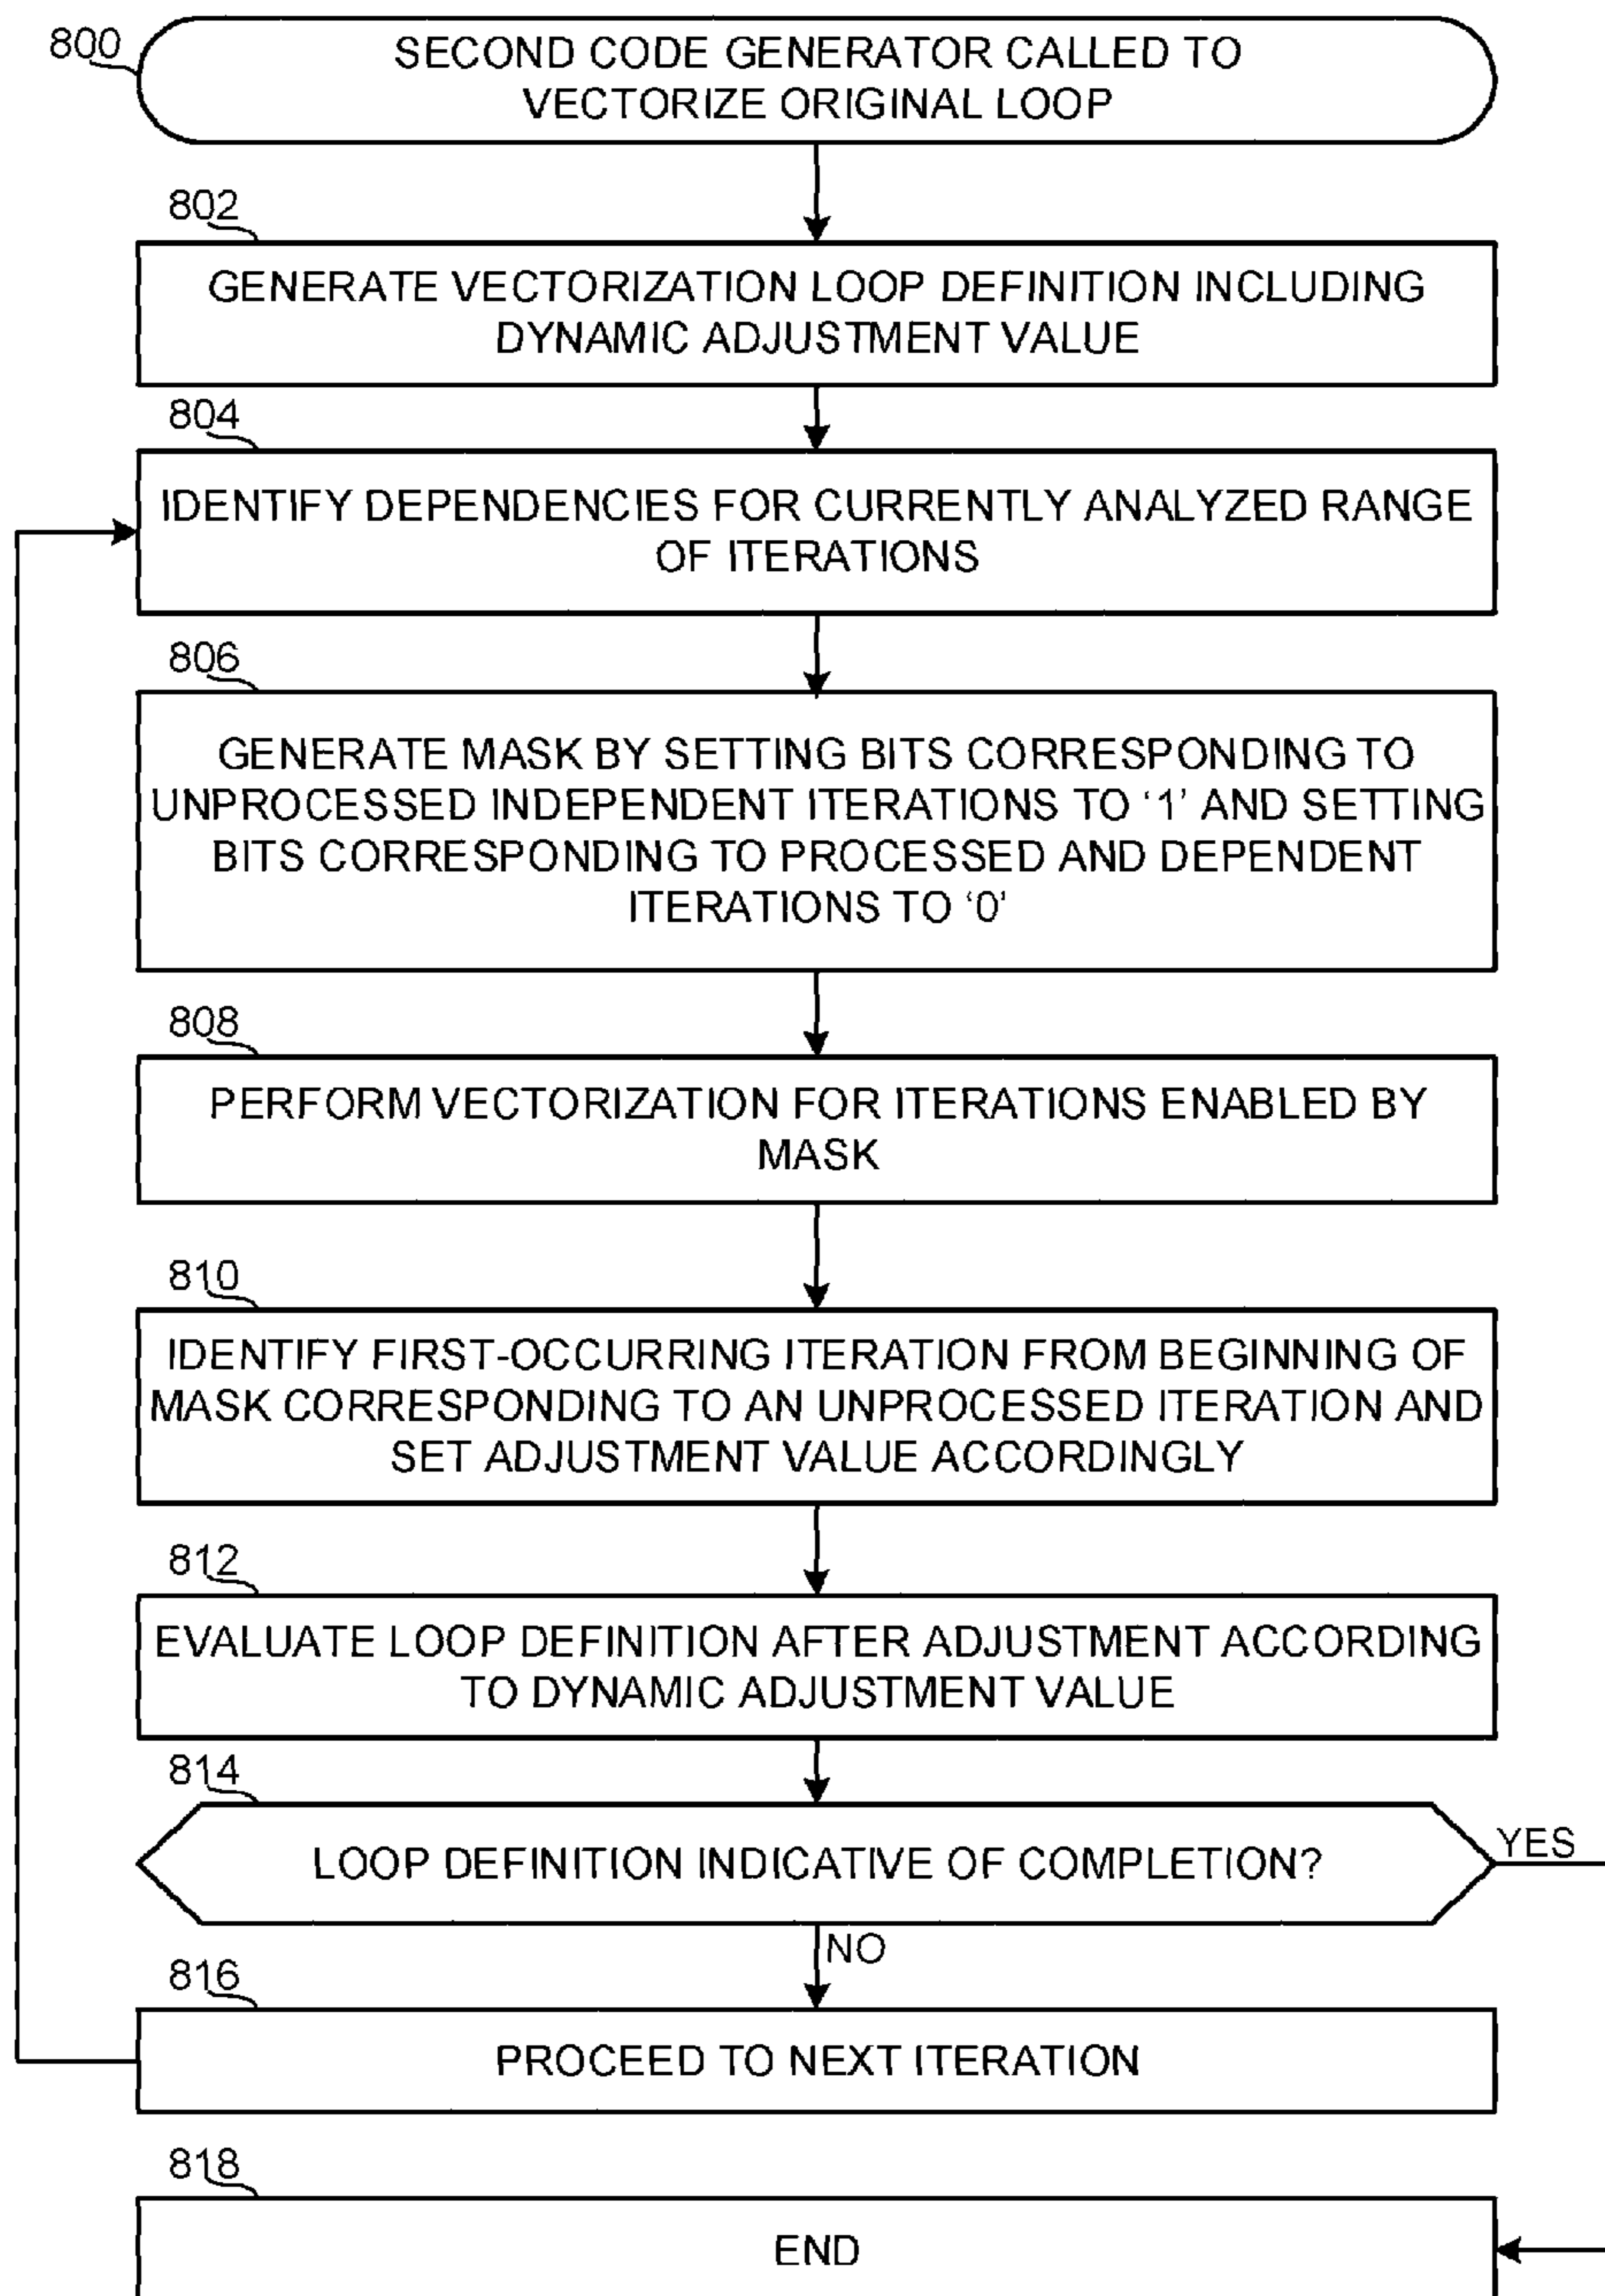 800
SECOND CODE GENERATOR CALLED TO
VECTORIZE ORIGINAL LOOP
802
GENERATE VECTORIZATION LOOP DEFINITION INCLUDING
DYNAMIC ADJUSTMENT VALUE
804
IDENTIFY DEPENDENCIES FOR CURRENTLY ANALYZED RANGE
OF ITERATIONS
806
GENERATE MASK BY SETTING BITS CORRESPONDING TO
UNPROCESSED INDEPENDENT ITERATIONS TO ‘1’ AND SETTING
BITS CORRESPONDING TO PROCESSED AND DEPENDENT
ITERATIONS TO ‘0’
808
PERFORM VECTORIZATION FOR ITERATIONS ENABLED BY
MASK
810
IDENTIFY FIRST-OCCURRING ITERATION FROM BEGINNING OF
MASK CORRESPONDING TO AN UNPROCESSED ITERATION AND
SET ADJUSTMENT VALUE ACCORDINGLY
812
EVALUATE LOOP DEFINITION AFTER ADJUSTMENT ACCORDING
TO DYNAMIC ADJUSTMENT VALUE
814
LOOP DEFINITION INDICATIVE OF COMPLETION?
YES
NO
816
PROCEED TO NEXT ITERATION
818
END